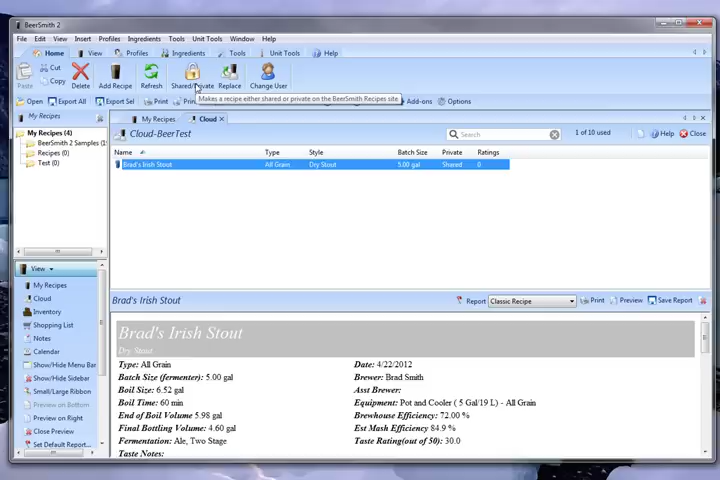 BeerSmith 2
File Edit View Insert Profiles Ingredients Tools Unit Tools Window Help
Home View Profiles Ingredients Tools Unit Tools Help
Paste Cut Copy Delete Add Recipe Refresh Shared/Private Replace Change User
Makes a recipe either shared or private on the BeerSmith Recipes site.
Open Export All Export Sel Print Add-ons Options
My Recipes
My Recipes Cloud
My Recipes (4)
BeerSmith 2 Samples
Recipes (0)
Test (0)
Cloud-BeerTest
Search
1 of 10 used
Help Close
Name Type Style Batch Size Private Ratings
Brad's Irish Stout All Grain Dry Stout 5.00 gal Shared 0
View
My Recipes
Cloud
Inventory
Shopping List
Notes
Calendar
Show/Hide Menu Bar
Show/Hide Sidebar
Small/Large Ribbon
Preview on Bottom
Preview on Right
Close Preview
Set Default Report...
Brad's Irish Stout
Report Classic Recipe Print Preview Save Report
Brad's Irish Stout
Dry Stout
Type: All Grain Date: 4/22/2012
Batch Size (fermenter): 5.00 gal Brewer: Brad Smith
Boil Size: 6.52 gal Asst Brewer:
Boil Time: 60 min Equipment: Pot and Cooler ( 5 Gal/19 L) - All Grain
End of Boil Volume 5.98 gal Brewhouse Efficiency: 72.00 %
Final Bottling Volume: 4.60 gal Est Mash Efficiency 84.9 %
Fermentation: Ale, Two Stage Taste Rating(out of 50): 30.0
Taste Notes: